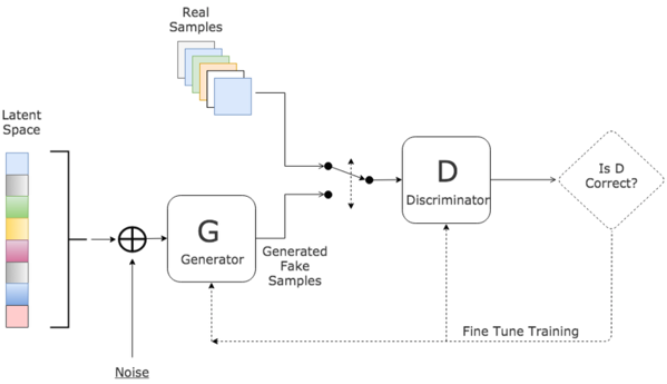 Real
Samples
Latent
Space
D
Discriminator
Is D
Correct?
G
Generator
Generated
Fake
Samples
Fine Tune Training
Noise